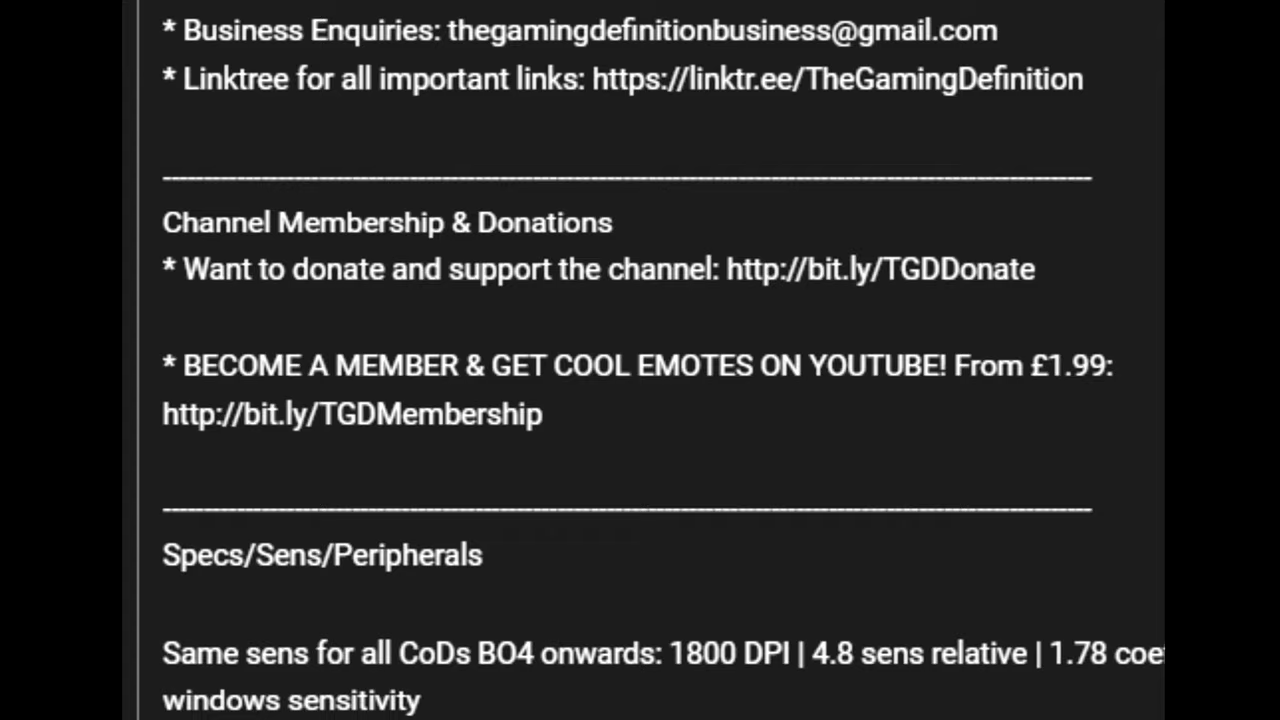 * Business Enquiries: thegamingdefinitionbusiness@gmail.com
* Linktree for all important links: https://linktr.ee/TheGamingDefinition
Channel Membership & Donations
* Want to donate and support the channel: http://bit.ly/TGDDonate
* BECOME A MEMBER & GET COOL EMOTES ON YOUTUBE! From £1.99:
http://bit.ly/TGDMembership
Specs/Sens/Peripherals
Same sens for all CoDs BO4 onwards: 1800 DPI | 4.8 sens relative | 1.78
windows sensitivity